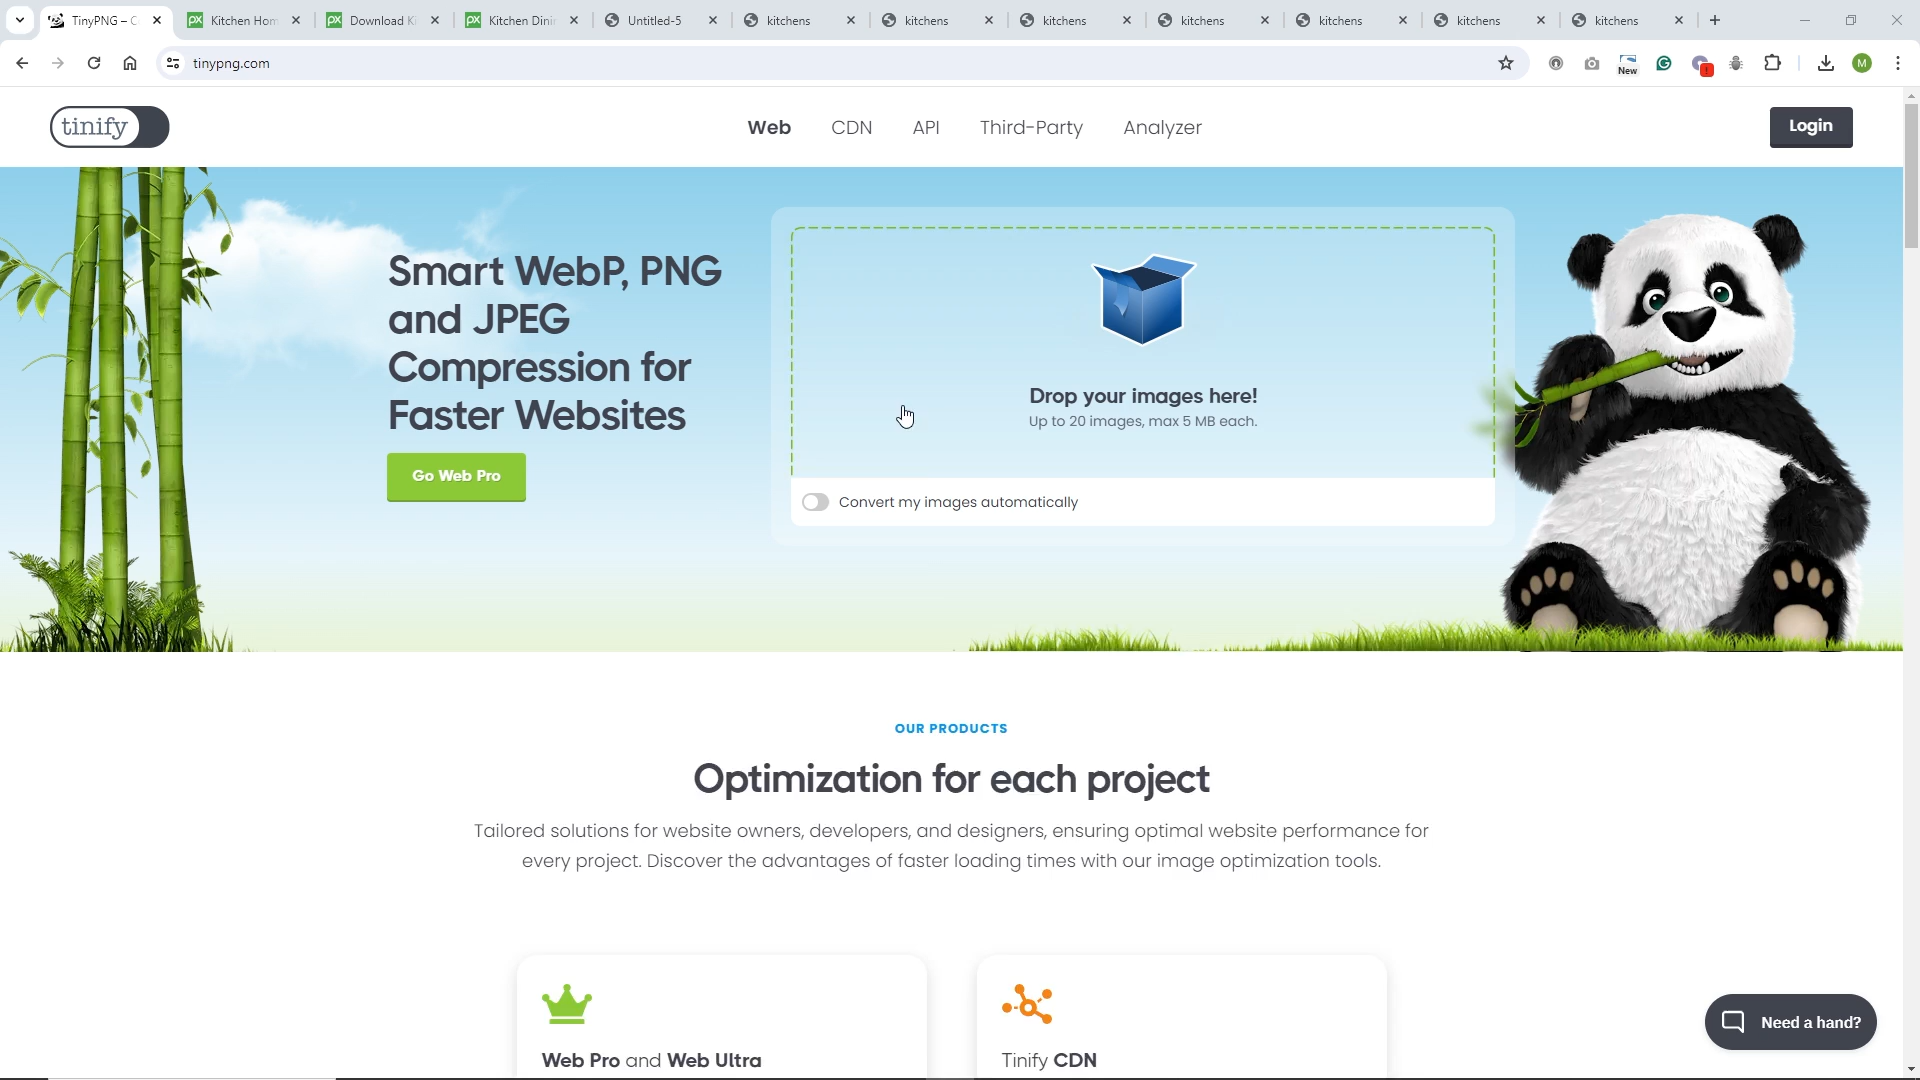 TinyPNG – C
Kitchen Hom
Download Ki
Kitchen Dini
Untitled-5
kitchens
kitchens
kitchens
kitchens
kitchens
kitchens
kitchens
tinypng.com
New
M
tinify
Web
CDN
API
Third-Party
Analyzer
Login
Smart WebP, PNG
and JPEG
Compression for
Faster Websites
Go Web Pro
Drop your images here!
Up to 20 images, max 5 MB each.
Convert my images automatically
OUR PRODUCTS
Optimization for each project
Tailored solutions for website owners, developers, and designers, ensuring optimal website performance for
every project. Discover the advantages of faster loading times with our image optimization tools.
Web Pro and Web Ultra
Tinify CDN
Need a hand?